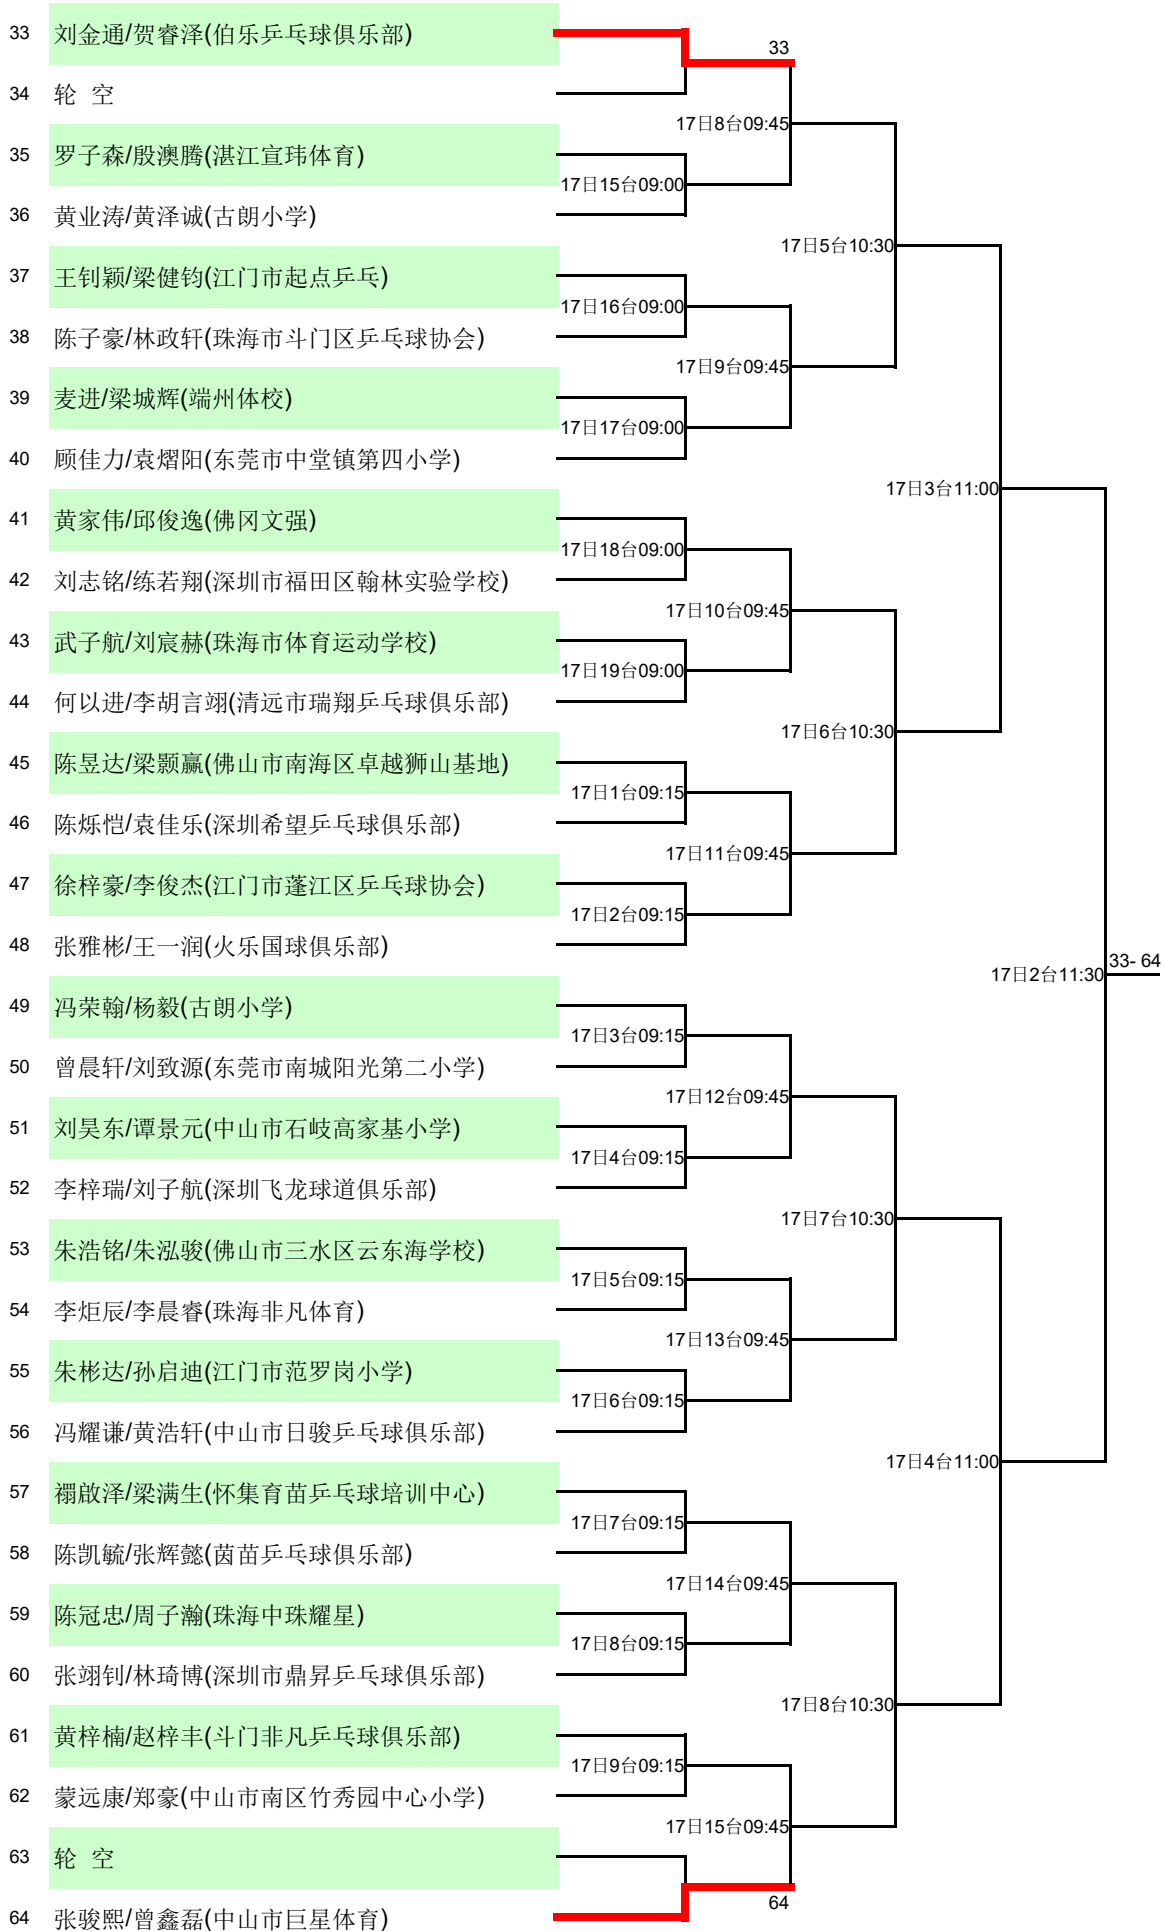 33 刘金通/贺睿泽(伯乐乒乓球俱乐部)
33
34 轮 空
17日8台09:45
35 罗子森/殷澳腾(湛江宣玮体育)
17日15台09:00
36 黄业涛/黄泽诚(古朗小学)
17日5台10:30
37 王钊颖/梁健钧(江门市起点乒乓)
17日16台09:00
38 陈子豪/林政轩(珠海市斗门区乒乓球协会)
17日9台09:45
39 麦进/梁城辉(端州体校)
17日17台09:00
40 顾佳力/袁熠阳(东莞市中堂镇第四小学)
17日3台11:00
41 黄家伟/邱俊逸(佛冈文强)
17日18台09:00
42 刘志铭/练若翔(深圳市福田区翰林实验学校)
17日10台09:45
43 武子航/刘宸赫(珠海市体育运动学校)
17日19台09:00
44 何以进/李胡言翊(清远市瑞翔乒乓球俱乐部)
17日6台10:30
45 陈昱达/梁颢赢(佛山市南海区卓越狮山基地)
17日1台09:15
46 陈烁恺/袁佳乐(深圳希望乒乓球俱乐部)
17日11台09:45
47 徐梓豪/李俊杰(江门市蓬江区乒乓球协会)
17日2台09:15
48 张雅彬/王一润(火乐国球俱乐部)
33- 64
17日2台11:30
49 冯荣翰/杨毅(古朗小学)
17日3台09:15
50 曾晨轩/刘致源(东莞市南城阳光第二小学)
17日12台09:45
51 刘昊东/谭景元(中山市石岐高家基小学)
17日4台09:15
52 李梓瑞/刘子航(深圳飞龙球道俱乐部)
17日7台10:30
53 朱浩铭/朱泓骏(佛山市三水区云东海学校)
17日5台09:15
54 李炬辰/李晨睿(珠海非凡体育)
17日13台09:45
55 朱彬达/孙启迪(江门市范罗岗小学)
17日6台09:15
56 冯耀谦/黄浩轩(中山市日骏乒乓球俱乐部)
17日4台11:00
57 禤啟泽/梁满生(怀集育苗乒乓球培训中心)
17日7台09:15
58 陈凯毓/张辉懿(茵苗乒乓球俱乐部)
17日14台09:45
59 陈冠忠/周子瀚(珠海中珠耀星)
17日8台09:15
60 张翊钊/林琦博(深圳市鼎昇乒乓球俱乐部)
17日8台10:30
61 黄梓楠/赵梓丰(斗门非凡乒乓球俱乐部)
17日9台09:15
62 蒙远康/郑豪(中山市南区竹秀园中心小学)
17日15台09:45
63 轮 空
64
64 张骏熙/曾鑫磊(中山市巨星体育)